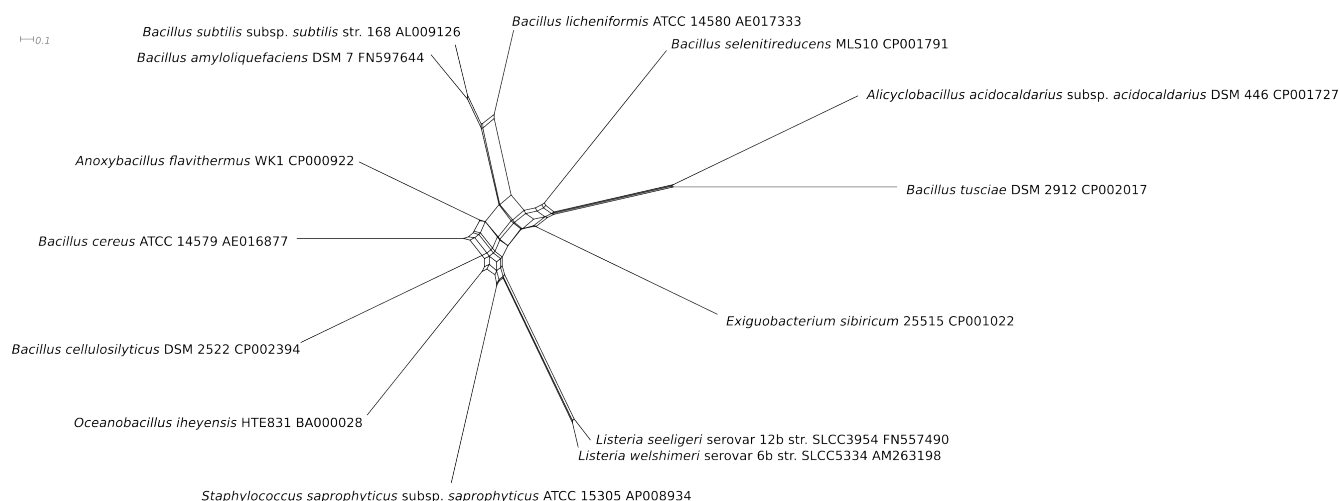 Bacillus licheniformis ATCC 14580 AE017333
Bacillus subtilis subsp. subtilis str. 168 AL009126
0.1
Bacillus selenitireducens MLS10 CP001791
Bacillus amyloliquefaciens DSM 7 FN597644
Alicyclobacillus acidocaldarius subsp. acidocaldarius DSM 446 CP001727
Anoxybacillus flavithermus WK1 CP000922
Bacillus tusciae DSM 2912 CP002017
Bacillus cereus ATCC 14579 AE016877
Exiguobacterium sibiricum 25515 CP001022
Bacillus cellulosilyticus DSM 2522 CP002394
Oceanobacillus iheyensis HTE831 BA000028
Listeria seeligeri serovar 12b str. SLCC3954 FN557490
Listeria welshimeri serovar 6b str. SLCC5334 AM263198
Staphylococcus saprophyticus subsp. saprophyticus ATCC 15305 AP008934